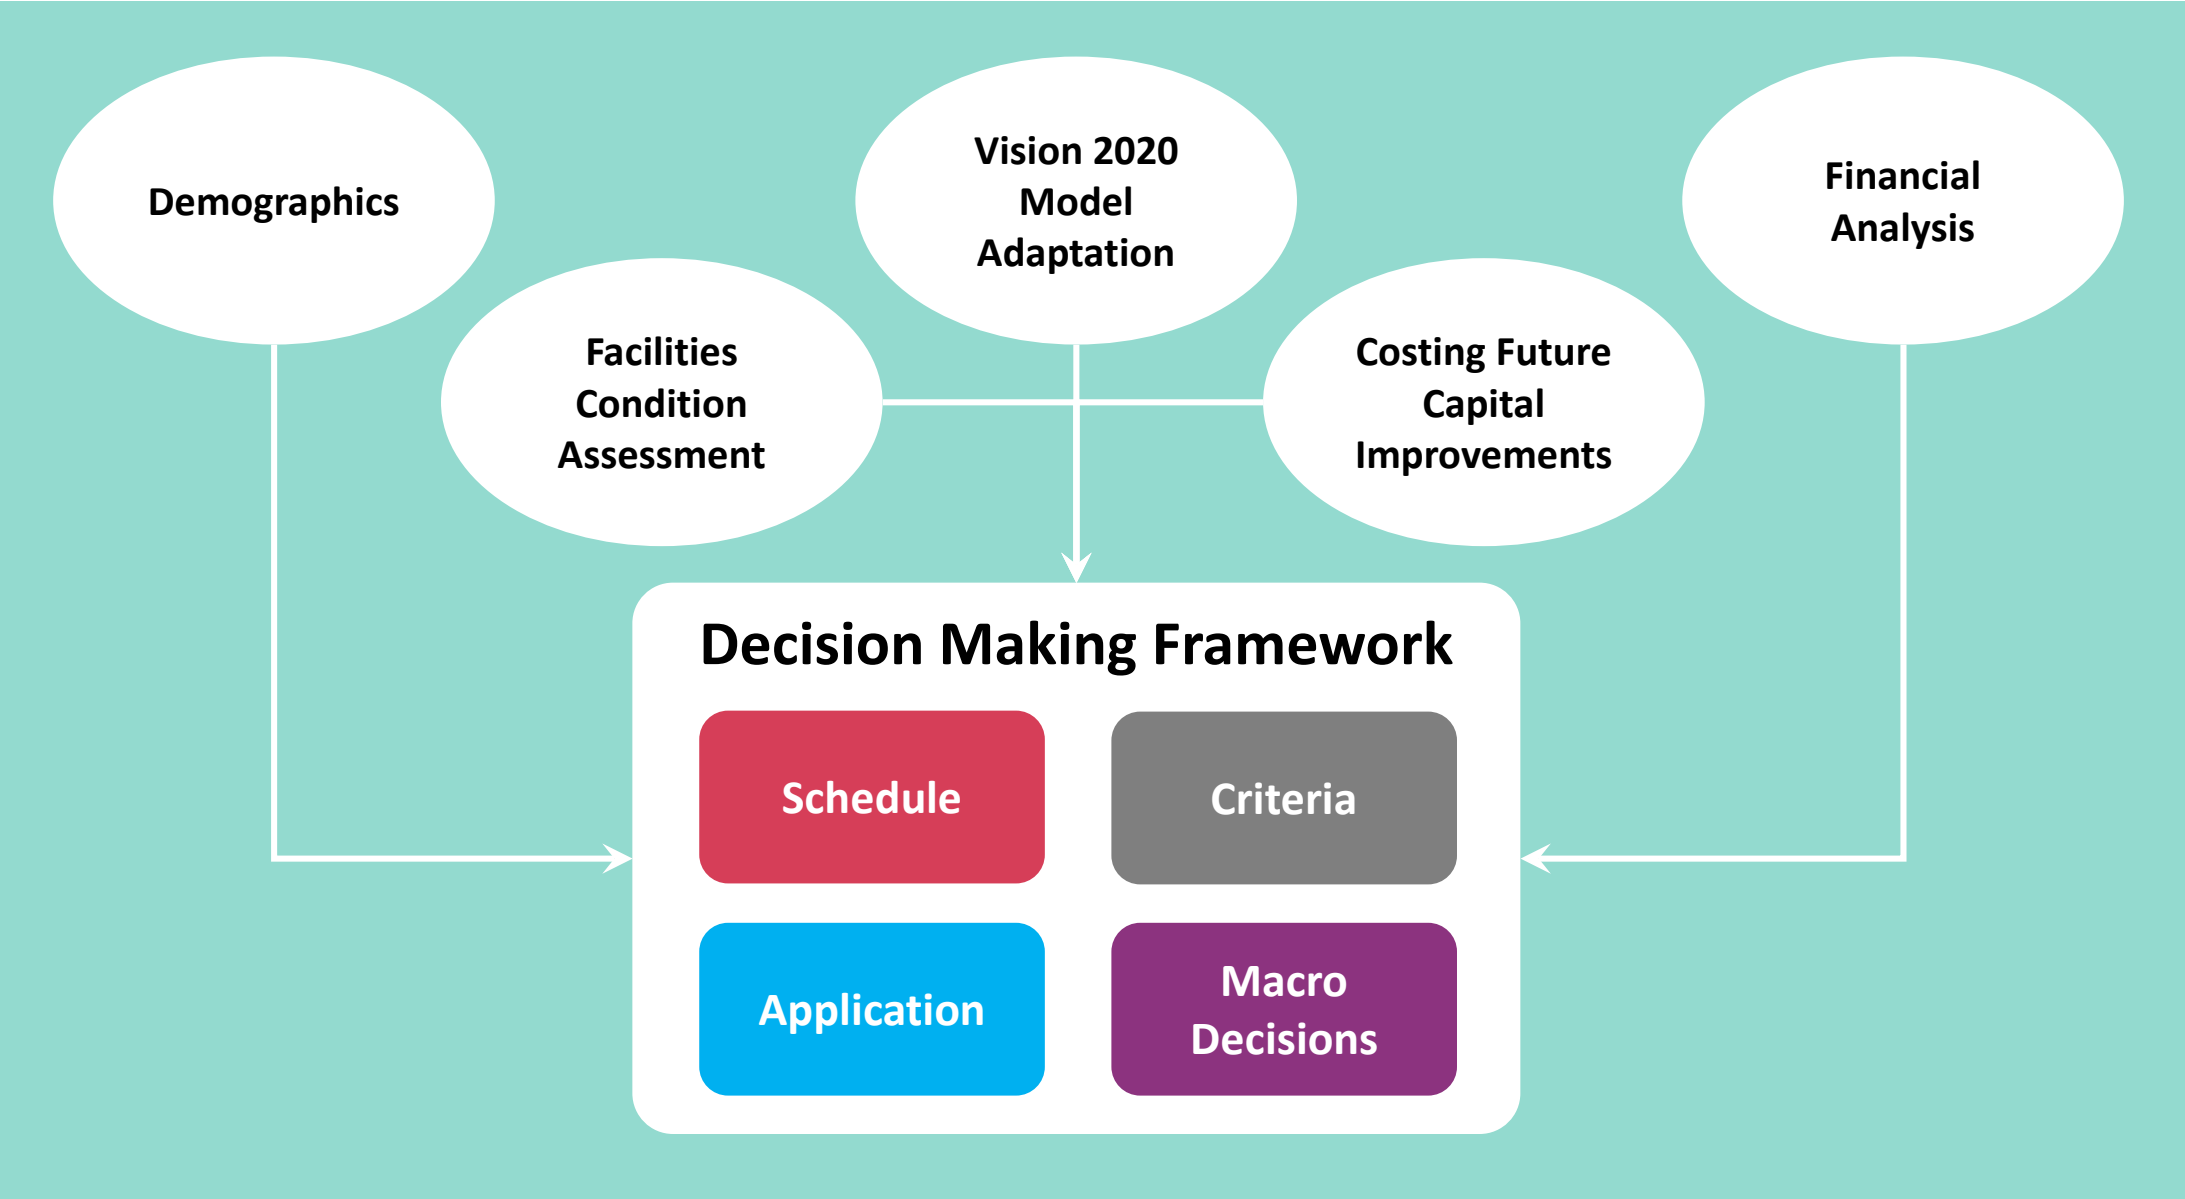 Demographics
Vision 2020
Model
Adaptation
Financial
Analysis
Facilities
Condition
Assessment
Costing Future
Capital
Improvements
Decision Making Framework
Schedule
Criteria
Application
Macro
Decisions